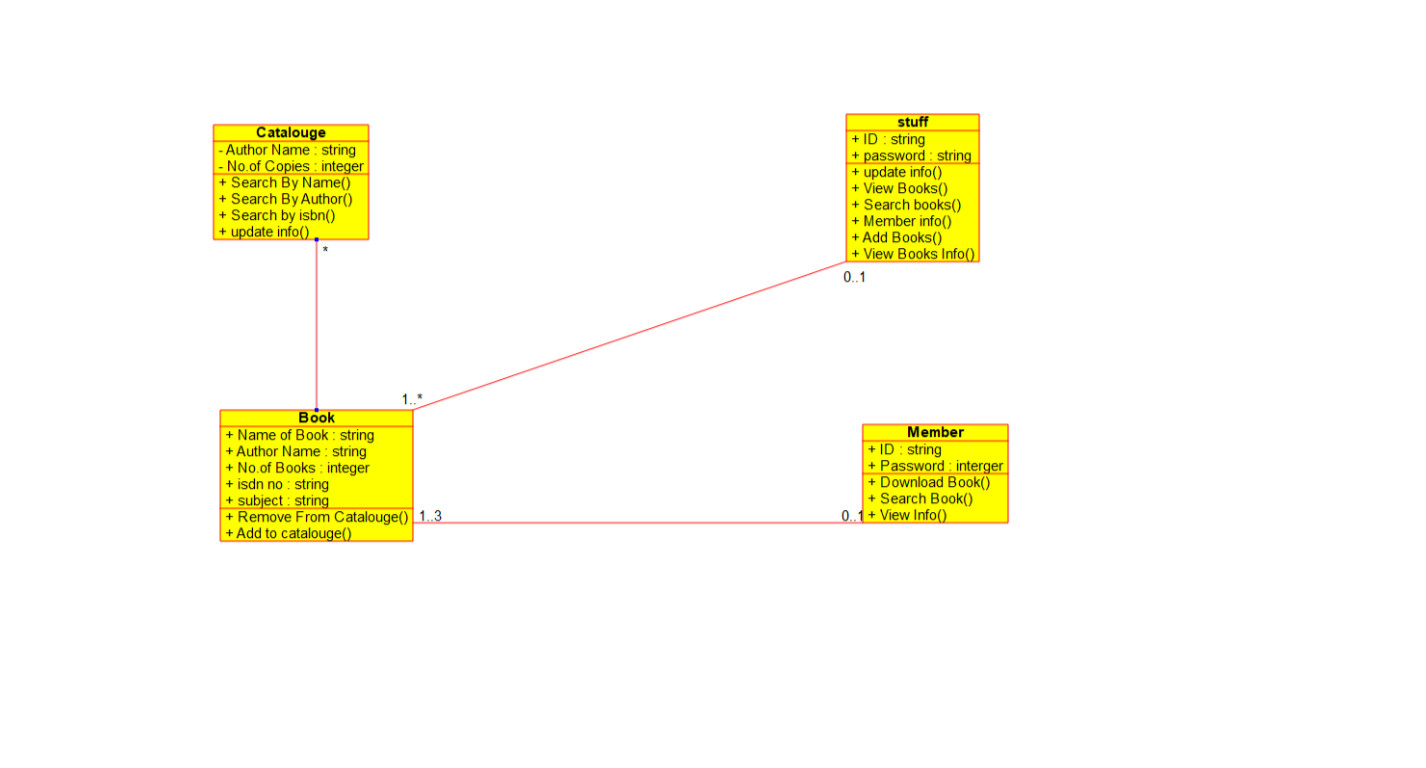 Catalouge
- Author Name : string
- No.of Copies : integer
+ Search By Name()
+ Search By Author()
+ Search by isbn()
+ update info()
*
stuff
+ ID : string
+ password : string
+ update info()
+ View Books()
+ Search books()
+ Member info()
+ Add Books()
+ View Books Info()
0..1
1..*
Book
+ Name of Book : string
+ Author Name : string
+ No.of Books : integer
+ isdn no : string
+ subject : string
+ Remove From Catalouge()
+ Add to catalouge()
1..3
0..1
Member
+ ID : string
+ Password : interger
+ Download Book()
+ Search Book()
+ View Info()